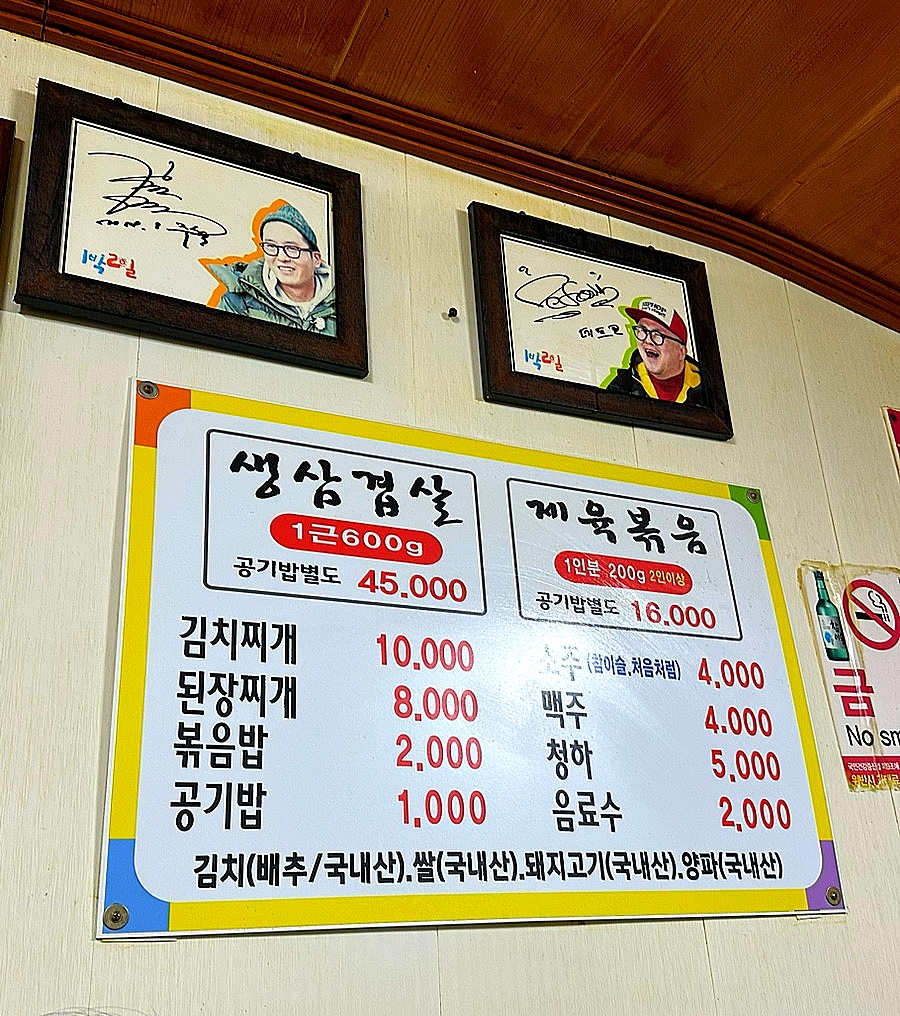 1박2일
데프콘
1박2일
생삼겹살
1근600g
공기밥별도 45.000
제육볶음
1인분 200g 2인이상
공기밥별도 16.000
김치찌개 10,000
된장찌개 8,000
볶음밥 2,000
공기밥 1,000
소주 (참이슬.처음처럼) 4,000
맥주 4.000
청하 5,000
음료수 2,000
김치(배추/국내산).쌀(국내산).돼지고기(국내산).양파(국내산)
금
No sm